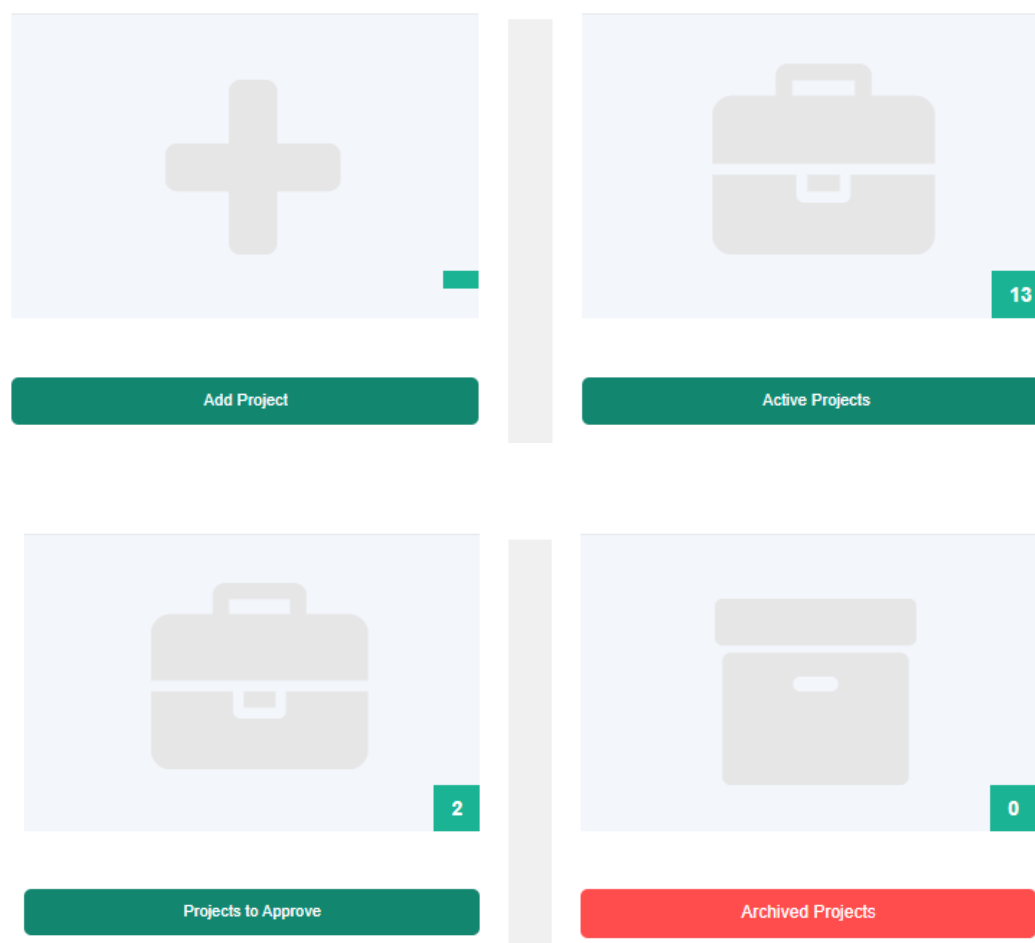 13
Add Project
Active Projects
2
0
Projects to Approve
Archived Projects